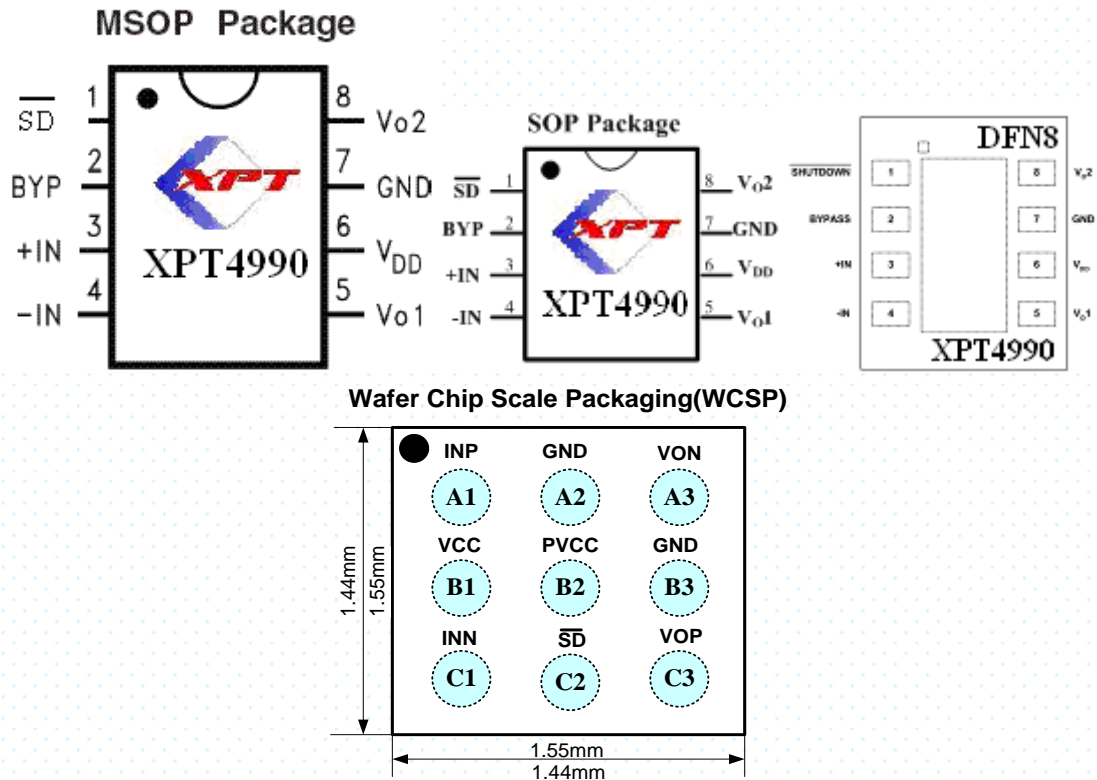 MSOP Package
SD 1
BYP 2
+IN 3
-IN 4
8 Vo2
7 GND
6 VDD
5 Vo1
XPT
XPT4990
SOP Package
SD 1
BYP 2
+IN 3
-IN 4
8 VO2
7 GND
6 VDD
5 VO1
XPT
XPT4990
DFN8
SHUTDOWN 1
BYPASS 2
+IN 3
-IN 4
8 VO2
7 GND
6 VDD
5 VO1
XPT4990
Wafer Chip Scale Packaging(WCSP)
INP GND VON
A1 A2 A3
VCC PVCC GND
B1 B2 B3
INN SD VOP
C1 C2 C3
1.44mm
1.55mm
1.55mm
1.44mm